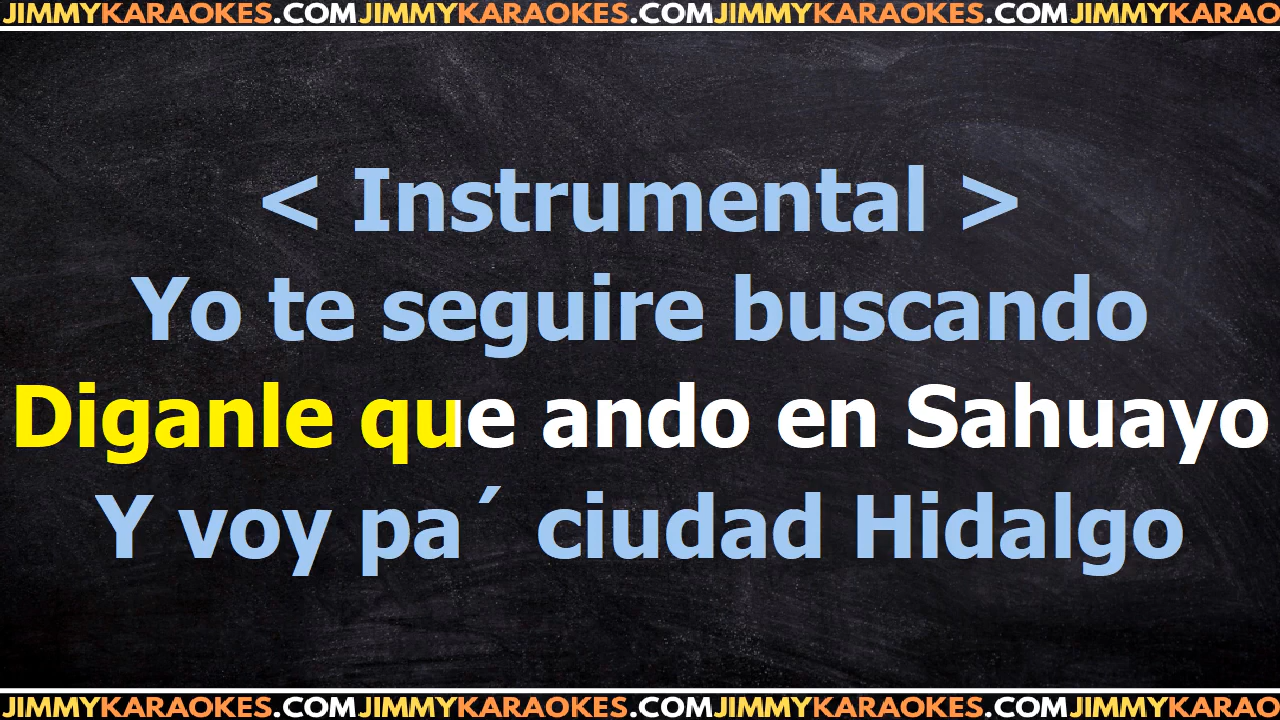 JIMMYKARAOKES.COMJIMMYKARAOKES.COMJIMMYKARAOKES.COMJIMMYKARAO
< Instrumental >
Yo te seguire buscando
Diganle que ando en Sahuayo
Y voy pa´ ciudad Hidalgo
JIMMYKARAOKES.COMJIMMYKARAOKES.COMJIMMYKARAOKES.COMJIMMYKARAO